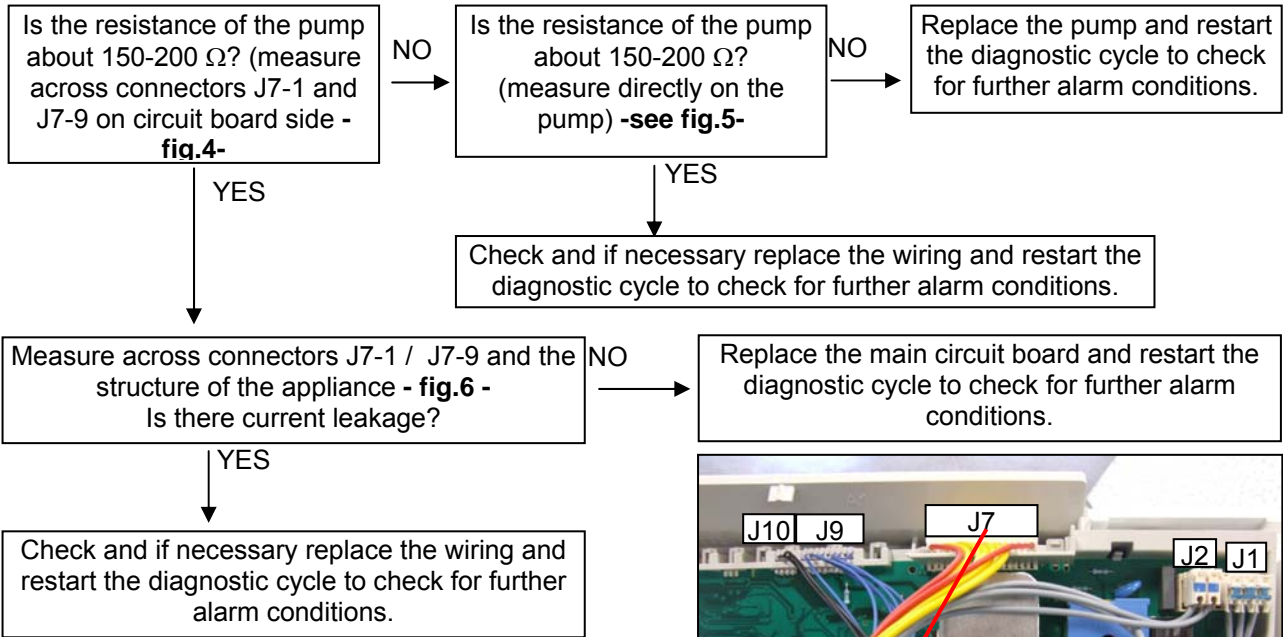 Is the resistance of the pump
about 150-200 Ω? (measure
across connectors J7-1 and
J7-9 on circuit board side -
fig.4-
NO
Is the resistance of the pump
about 150-200 Ω?
(measure directly on the
pump) -see fig.5-
NO
Replace the pump and restart
the diagnostic cycle to check
for further alarm conditions.
YES
YES
Check and if necessary replace the wiring and restart the
diagnostic cycle to check for further alarm conditions.
Measure across connectors J7-1 / J7-9 and the
structure of the appliance - fig.6 -
Is there current leakage?
NO
Replace the main circuit board and restart the
diagnostic cycle to check for further alarm
conditions.
YES
Check and if necessary replace the wiring and
restart the diagnostic cycle to check for further
alarm conditions.
J10
J9
J7
J2
J1